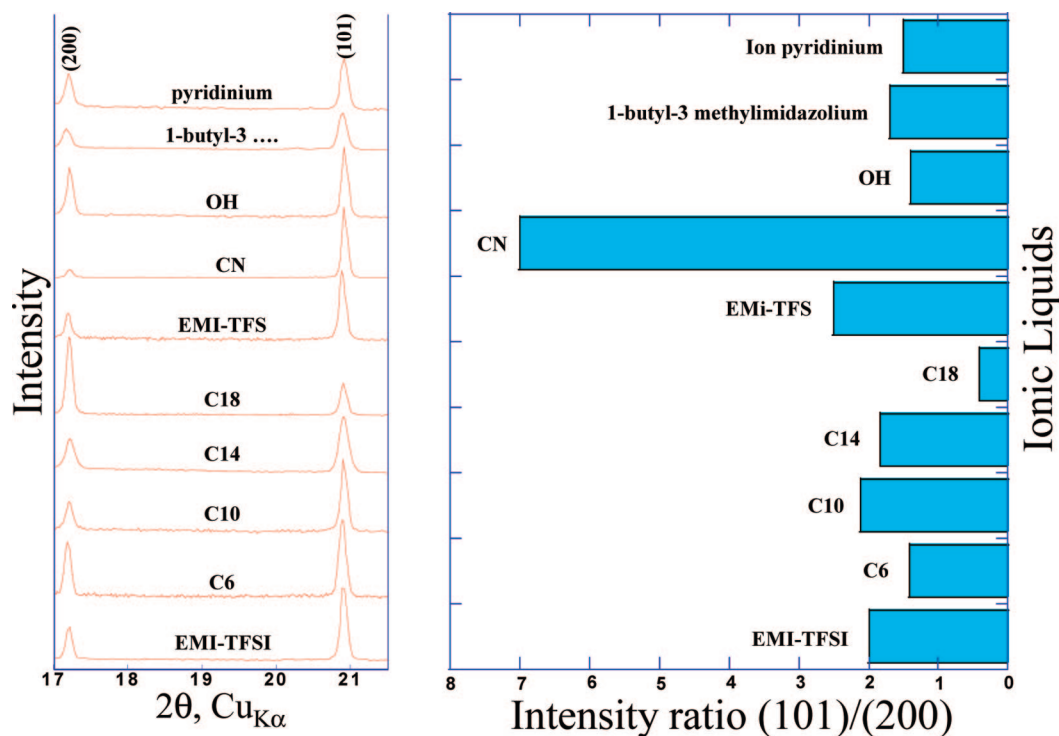 (200)
(101)
pyridinium
1-butyl-3 ....
OH
CN
EMI-TFS
C18
C14
C10
C6
EMI-TFSI
Intensity
17 18 19 20 21
2θ, CuKα
Ion pyridinium
1-butyl-3 methylimidazolium
OH
CN
EMi-TFS
C18
C14
C10
C6
EMI-TFSI
Ionic Liquids
8 7 6 5 4 3 2 1 0
Intensity ratio (101)/(200)